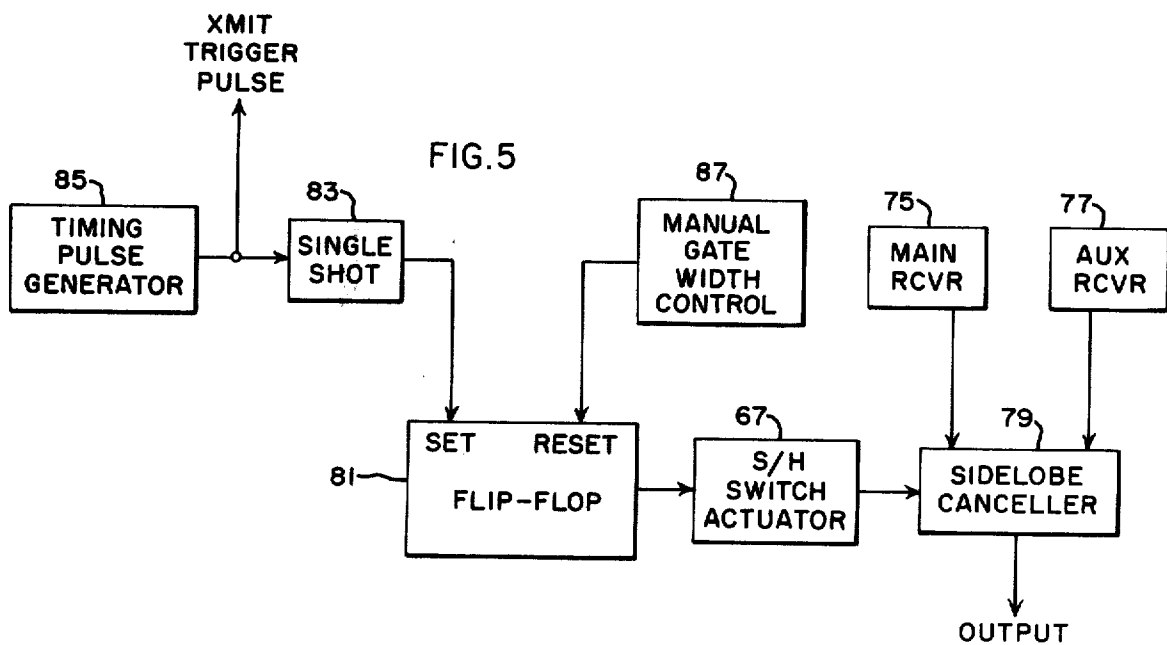 XMIT
TRIGGER
PULSE
FIG.5
85
TIMING
PULSE
GENERATOR
83
SINGLE
SHOT
87
MANUAL
GATE
WIDTH
CONTROL
75
MAIN
RCVR
77
AUX
RCVR
81
SET RESET
FLIP-FLOP
67
S/H
SWITCH
ACTUATOR
79
SIDELOBE
CANCELLER
OUTPUT